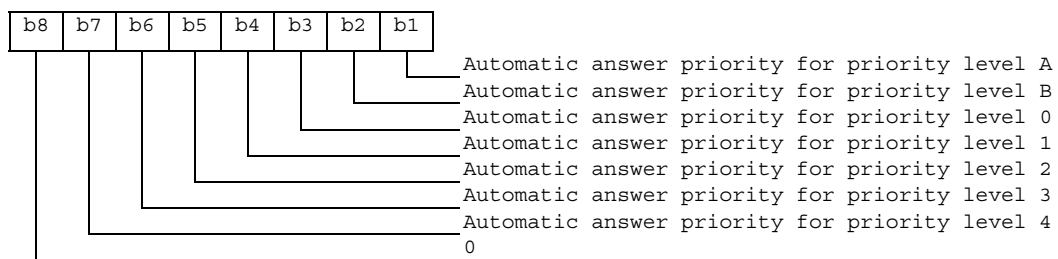 b8 b7 b6 b5 b4 b3 b2 b1
Automatic answer priority for priority level A
Automatic answer priority for priority level B
Automatic answer priority for priority level 0
Automatic answer priority for priority level 1
Automatic answer priority for priority level 2
Automatic answer priority for priority level 3
Automatic answer priority for priority level 4
0